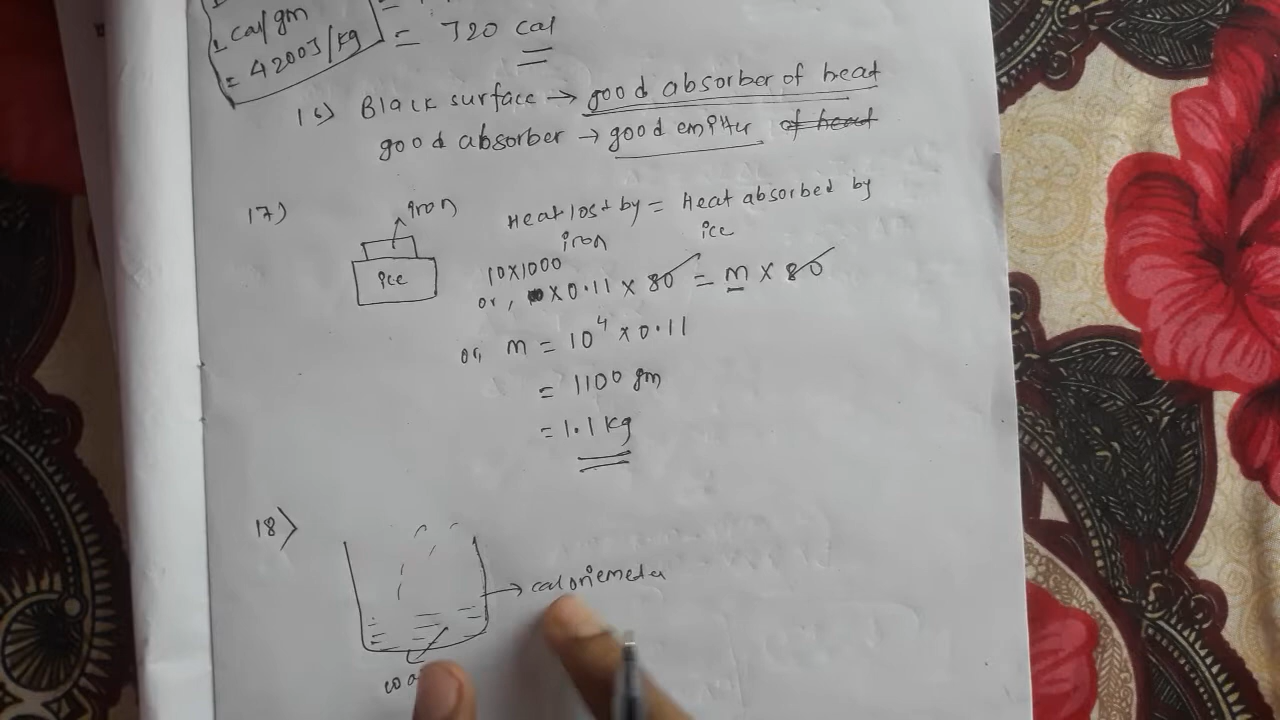 1 cal/gm
= 4200 J/kg
= 720 cal
16) Black surface → good absorber of heat
good absorber → good emitter of heat
17)
iron
ice
Heat lost by = Heat absorbed by
iron ice
10x1000
or, x 0.11 x 80 = m x 80
or, m = 10⁴ x 0.11
= 1100 gm
= 1.1 kg
18)
→ caloriemeter